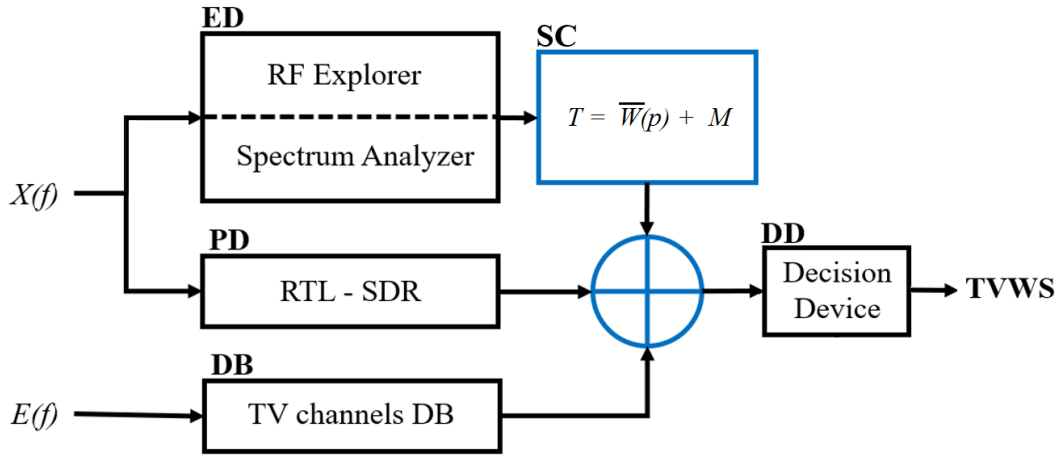 ED
RF Explorer
Spectrum Analyzer
SC
T = W̅(p) + M
X(f)
PD
RTL - SDR
DD
Decision
Device
TVWS
DB
TV channels DB
E(f)